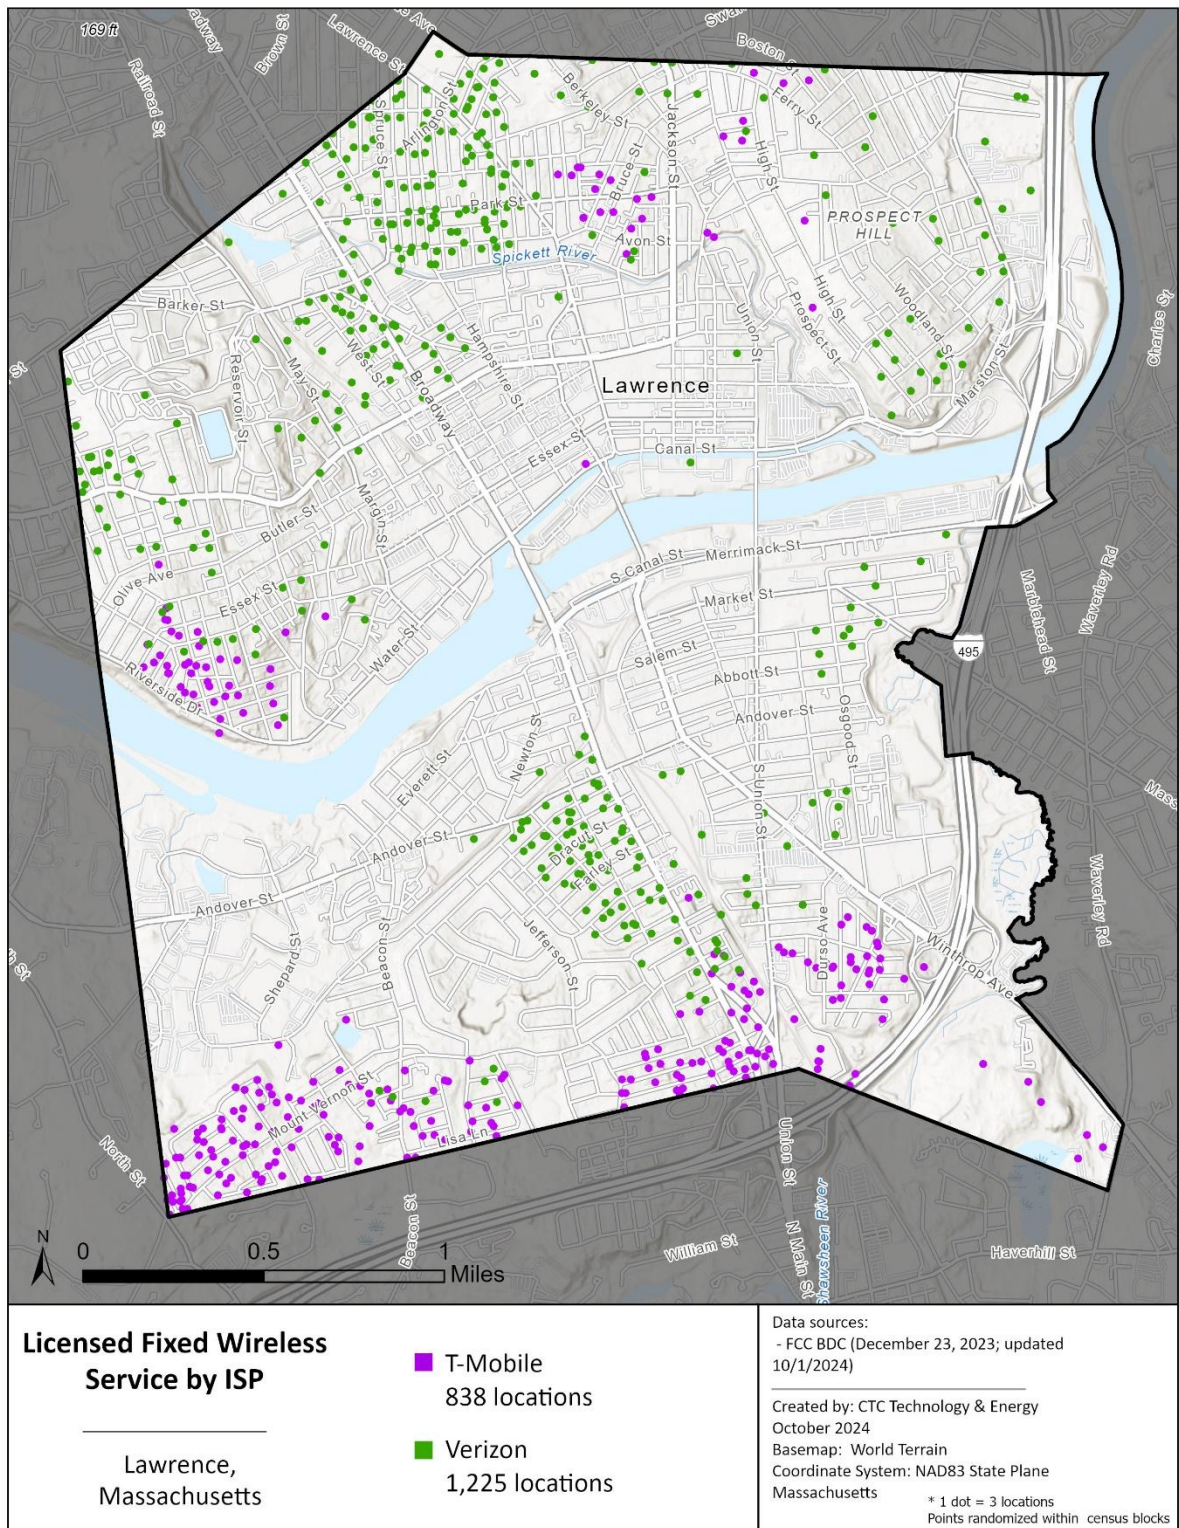 169 ft
Brown St
Lawrence St
Boston St
Railroad St
Spruce St
Arlington St
Berkeley St
Jackson St
Ferry St
High St
Bruce St
Park St
Avon St
PROSPECT
HILL
Spickett River
Barker St
Reservoir St
May St
West St
Broadway
Hampshire St
Union St
Prospect St
High St
Woodland St
Marston St
Charles St
Lawrence
Essex St
Canal St
Margin St
Butler St
Olive Ave
Essex St
Water St
Riverside Dr
S Canal St
Merrimack St
Market St
Salem St
Abbott St
Andover St
Osgood St
Marblehead St
Waverley Rd
495
Newton St
Everett St
S Union St
Andover St
Dracut St
Farley St
Andover St
Shepard St
Beacon St
Jefferson St
Durso Ave
Winthrop Ave
Waverley Rd
Mount Vernon St
Lisa Ln
North St
Beacon St
Union St
N Main St
Shawsheen River
William St
Haverhill St
N
0 0.5 1
Miles
Licensed Fixed Wireless
Service by ISP
Lawrence,
Massachusetts
T-Mobile
838 locations
Verizon
1,225 locations
Data sources:
- FCC BDC (December 23, 2023; updated
10/1/2024)
Created by: CTC Technology & Energy
October 2024
Basemap: World Terrain
Coordinate System: NAD83 State Plane
Massachusetts
* 1 dot = 3 locations
Points randomized within census blocks